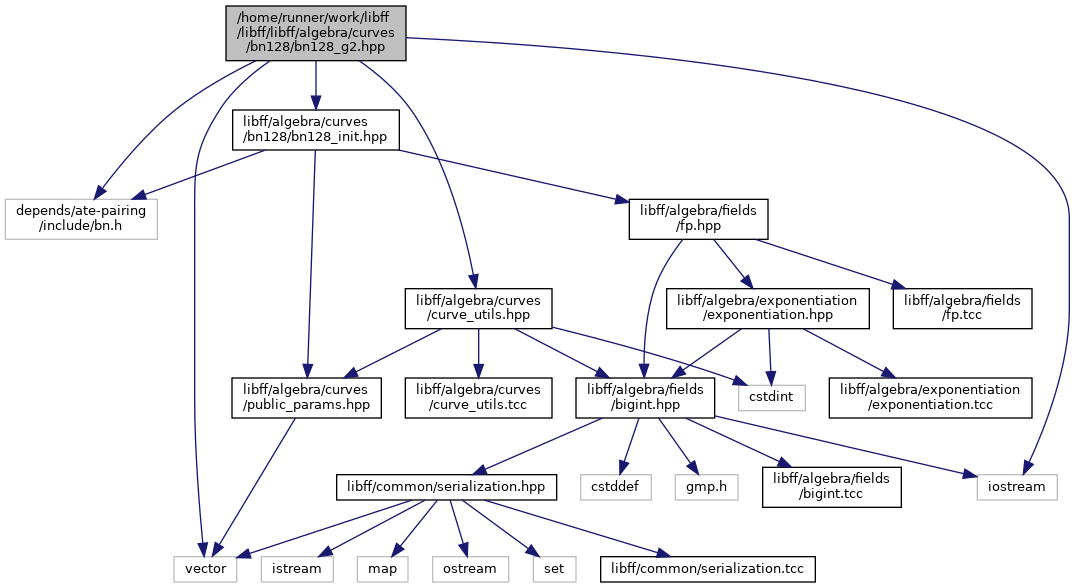 /home/runner/work/libff
/libff/libff/algebra/curves
/bn128/bn128_g2.hpp
libff/algebra/curves
/bn128/bn128_init.hpp
depends/ate-pairing
/include/bn.h
libff/algebra/fields
/fp.hpp
libff/algebra/curves
/curve_utils.hpp
libff/algebra/exponentiation
/exponentiation.hpp
libff/algebra/fields
/fp.tcc
libff/algebra/curves
/public_params.hpp
libff/algebra/curves
/curve_utils.tcc
libff/algebra/fields
/bigint.hpp
cstdint
libff/algebra/exponentiation
/exponentiation.tcc
libff/common/serialization.hpp
cstddef
gmp.h
libff/algebra/fields
/bigint.tcc
iostream
vector
istream
map
ostream
set
libff/common/serialization.tcc